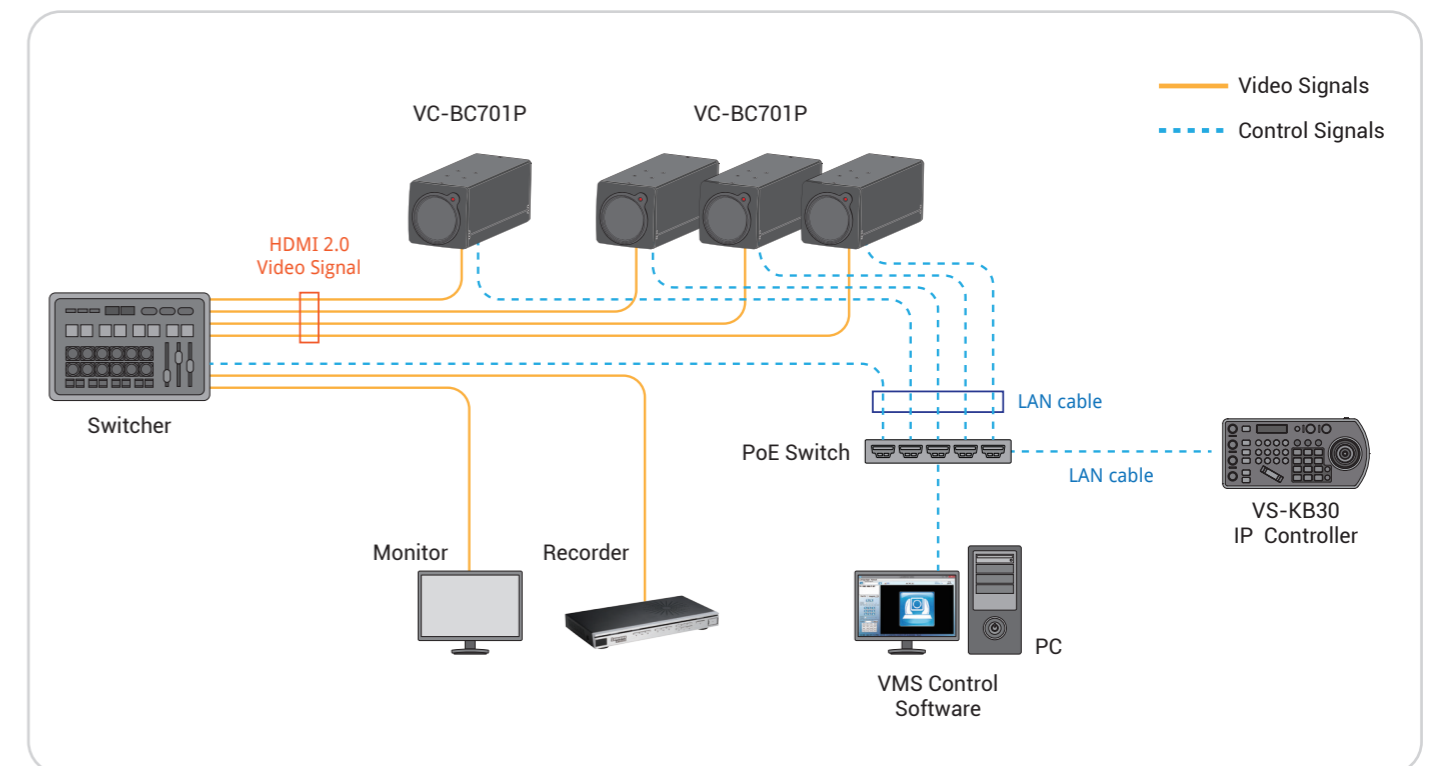 Video Signals
Control Signals
VC-BC701P
VC-BC701P
HDMI 2.0
Video Signal
Switcher
LAN cable
PoE Switch
LAN cable
VS-KB30
IP Controller
Monitor
Recorder
PC
VMS Control
Software